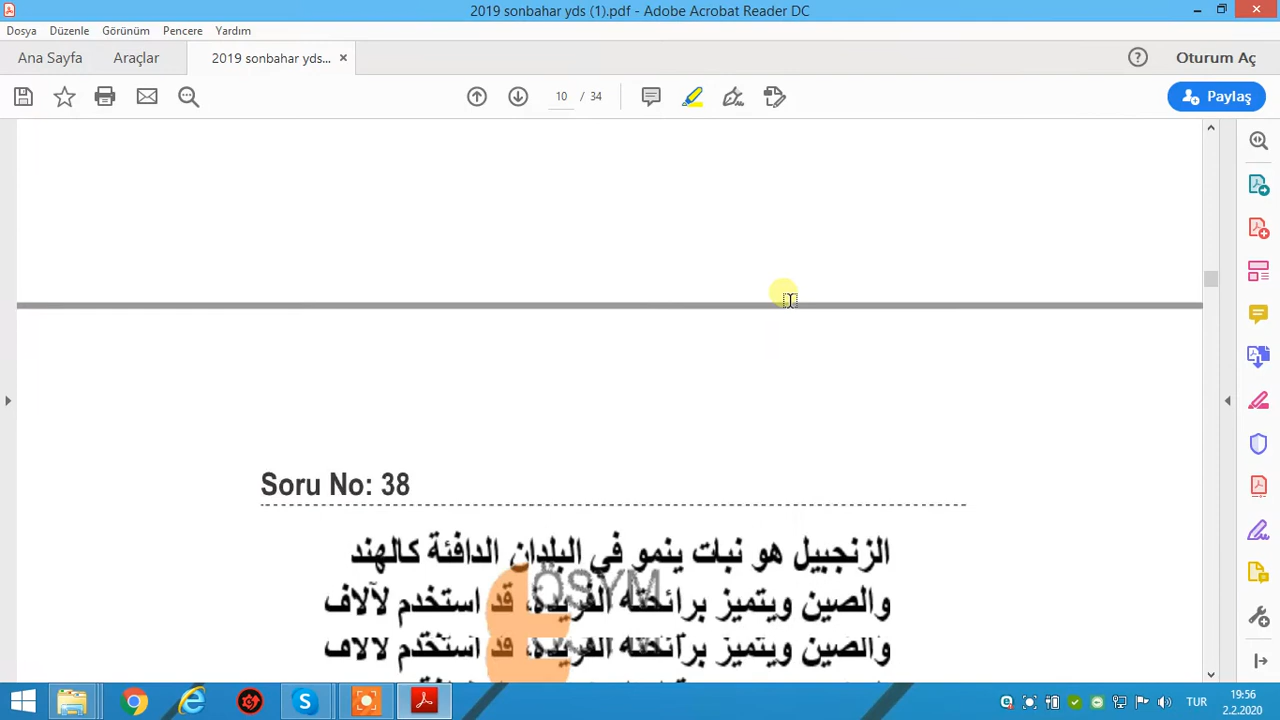 2019 sonbahar yds (1).pdf - Adobe Acrobat Reader DC
Dosya Düzenle Görünüm Pencere Yardım
Ana Sayfa Araçlar 2019 sonbahar yds... × Oturum Aç
10 / 34 Paylaş
Soru No: 38
الزنجبيل هو نبات ينمو في البلدان الدافئة كالهند
ÖSYM
والصين ويتميز برائحته الفريدة، قد استخدم لآلاف
والصين ويتميز برائحته الفريدة، قد استخدم لآلاف
TUR 19:56
2.2.2020